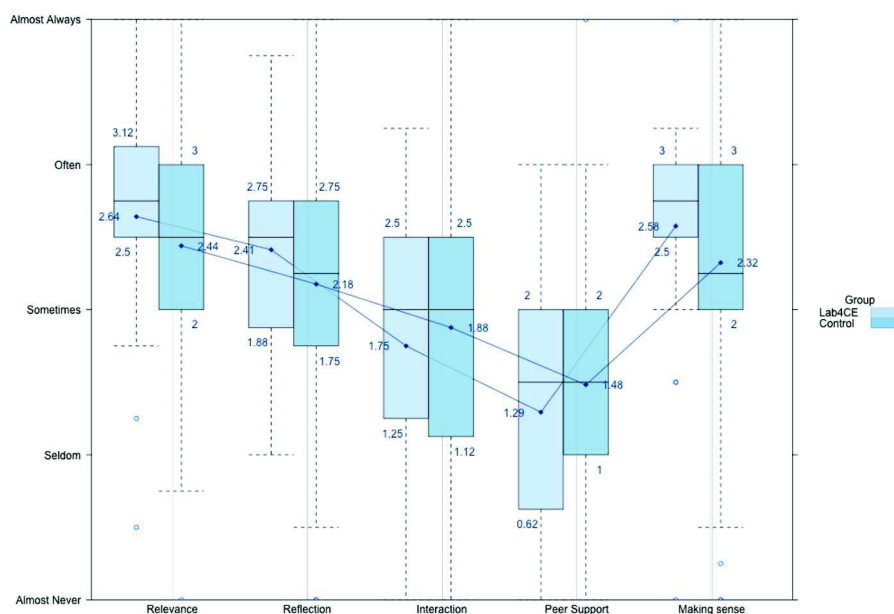 Almost Always
3.12
3
3
3
Often
2.75
2.75
2.64
2.58
2.5
2.44
2.41
2.5
2.5
2.5
2.32
2.18
Sometimes
2
2
2
2
Group
Lab4CE
Control
1.88
1.88
1.75
1.75
1.48
1.29
1.25
1.12
Seldom
1
0.62
Almost Never
Relevance
Reflection
Interaction
Peer Support
Making sense